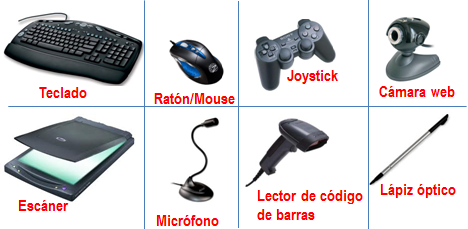 Teclado
Ratón/Mouse
Joystick
Cámara web
Escáner
Micrófono
Lector de código
de barras
Lápiz óptico